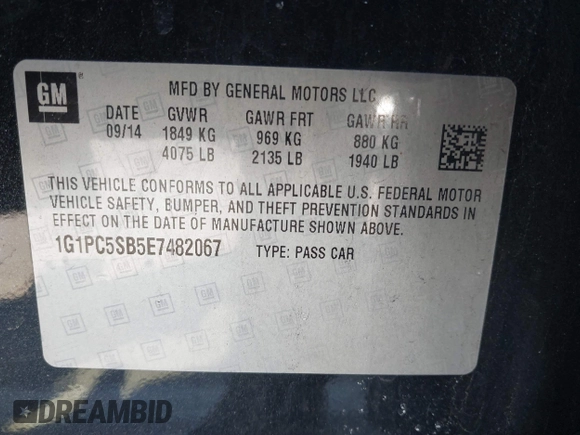 GM
MFD BY GENERAL MOTORS LLC
DATE GVWR GAWR FRT GAWR RR
09/14 1849 KG 969 KG 880 KG
4075 LB 2135 LB 1940 LB
THIS VEHICLE CONFORMS TO ALL APPLICABLE U.S. FEDERAL MOTOR
VEHICLE SAFETY, BUMPER, AND THEFT PREVENTION STANDARDS IN
EFFECT ON THE DATE OF MANUFACTURE SHOWN ABOVE.
1G1PC5SB5E7482067 TYPE: PASS CAR
DREAMBID